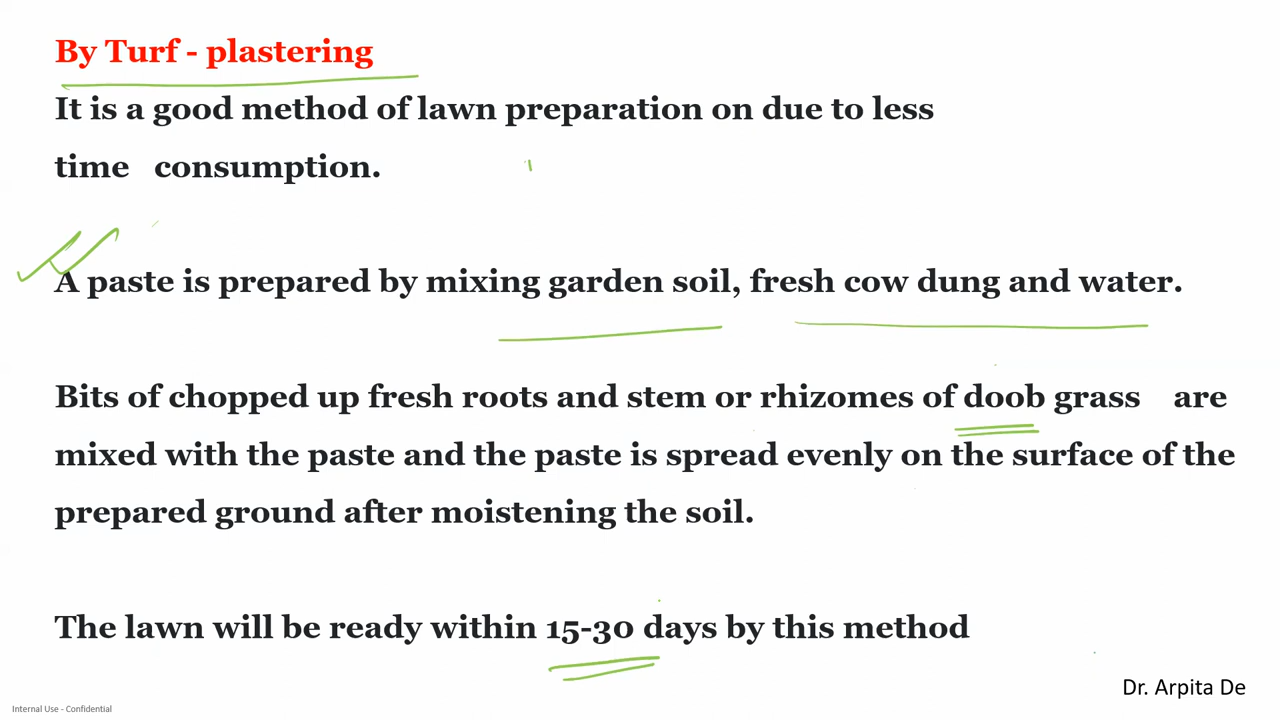 By Turf - plastering
It is a good method of lawn preparation on due to less
time consumption.
A paste is prepared by mixing garden soil, fresh cow dung and water.
Bits of chopped up fresh roots and stem or rhizomes of doob grass are
mixed with the paste and the paste is spread evenly on the surface of the
prepared ground after moistening the soil.
The lawn will be ready within 15-30 days by this method
Dr. Arpita De
Internal Use - Confidential